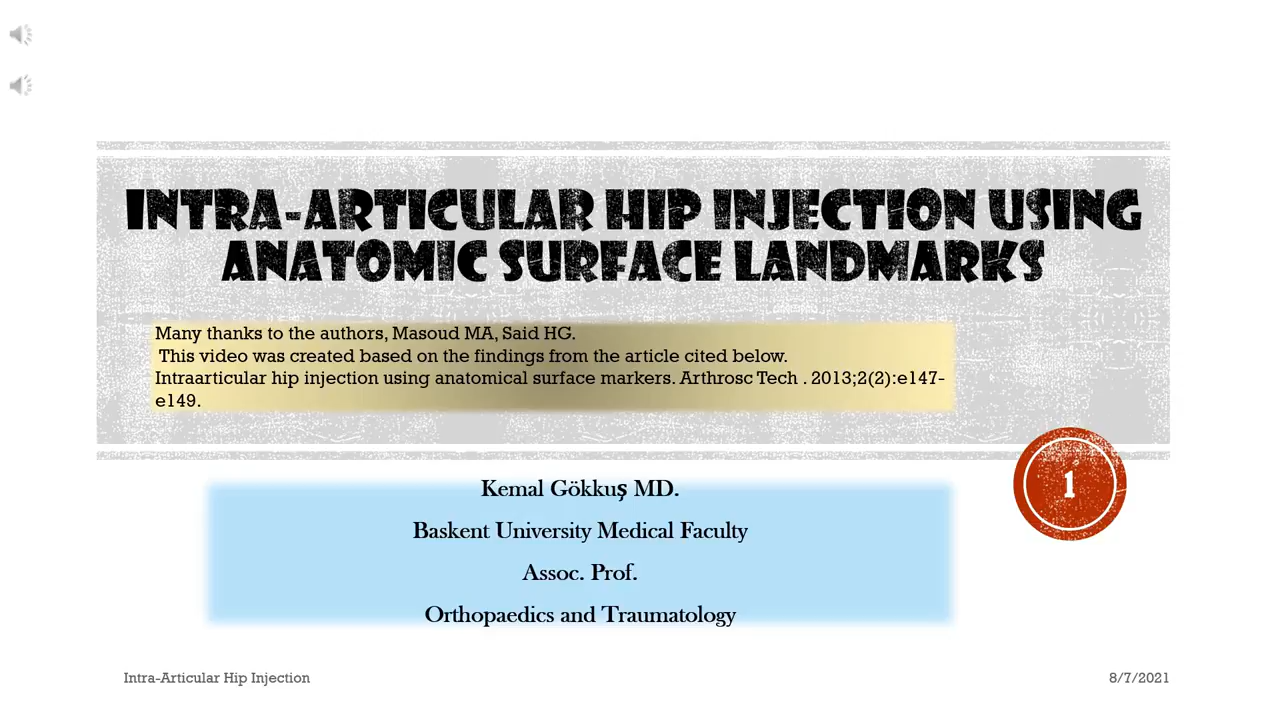 INTRA-ARTICULAR HIP INJECTION USING
ANATOMIC SURFACE LANDMARKS
Many thanks to the authors, Masoud MA, Said HG.
This video was created based on the findings from the article cited below.
Intraarticular hip injection using anatomical surface markers. Arthrosc Tech . 2013;2(2):e147-
e149.
1
Kemal Gökkuş MD.
Baskent University Medical Faculty
Assoc. Prof.
Orthopaedics and Traumatology
Intra-Articular Hip Injection
8/7/2021